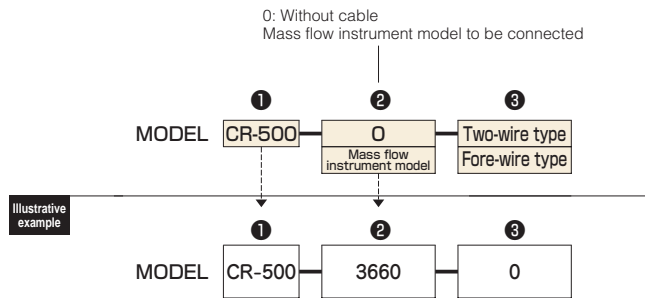 0: Without cable
Mass flow instrument model to be connected
❶ ❷ ❸
MODEL CR-500 0 Two-wire type
Mass flow instrument model Fore-wire type
Illustrative example
❶ ❷ ❸
MODEL CR-500 3660 0